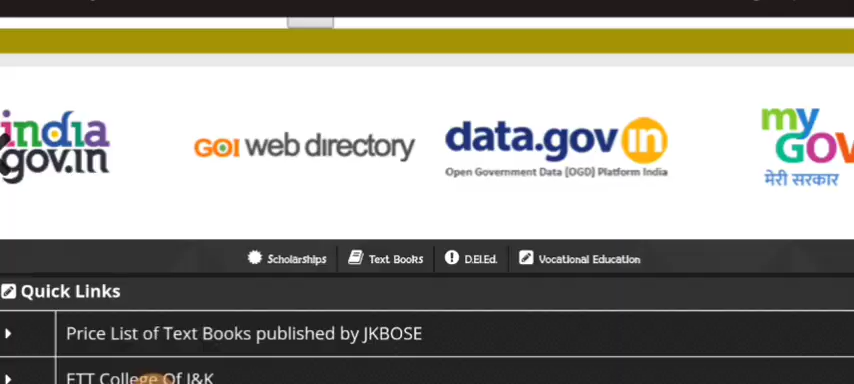 india
gov.in
GOI web directory
data.gov in
Open Government Data (OGD) Platform India
my
GOV
मेरी सरकार
Scholarships
Text Books
D.El.Ed.
Vocational Education
Quick Links
Price List of Text Books published by JKBOSE
ETT College Of J&K